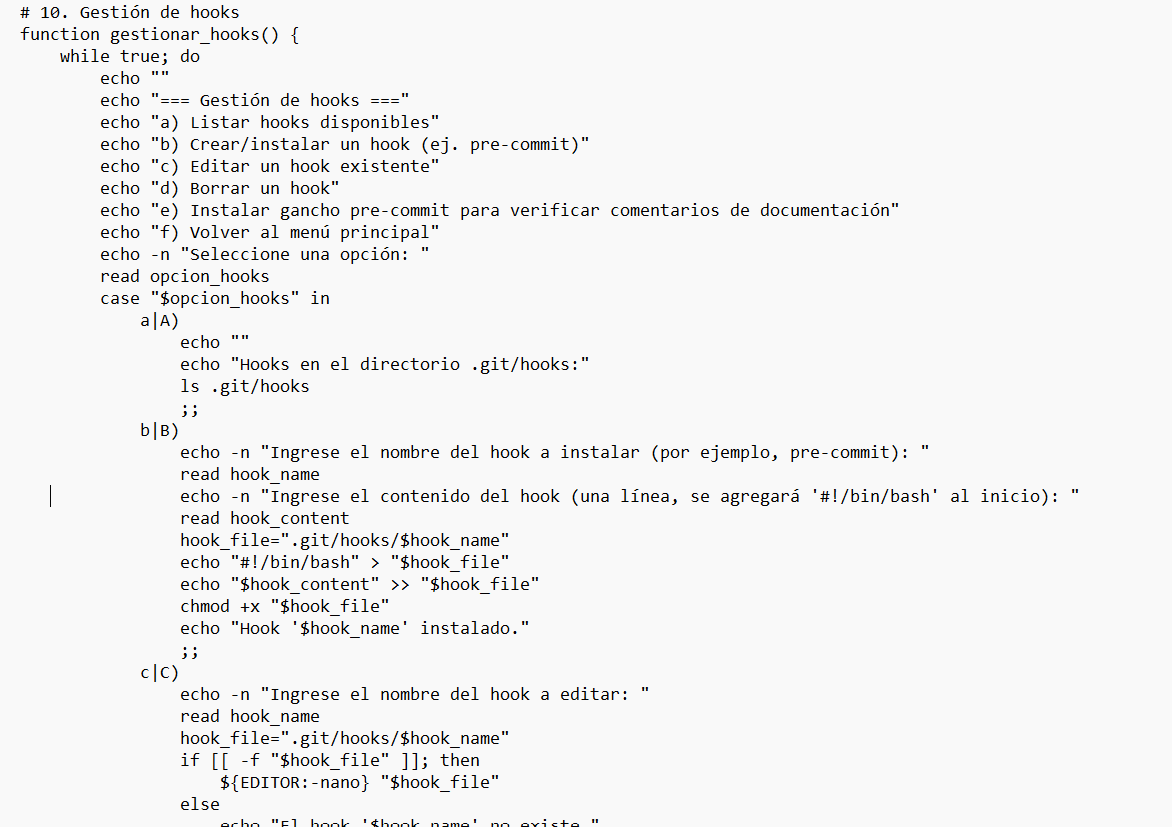 # 10. Gestión de hooks
function gestionar_hooks() {
    while true; do
        echo ""
        echo "=== Gestión de hooks ==="
        echo "a) Listar hooks disponibles"
        echo "b) Crear/instalar un hook (ej. pre-commit)"
        echo "c) Editar un hook existente"
        echo "d) Borrar un hook"
        echo "e) Instalar gancho pre-commit para verificar comentarios de documentación"
        echo "f) Volver al menú principal"
        echo -n "Seleccione una opción: "
        read opcion_hooks
        case "$opcion_hooks" in
            a|A)
                echo ""
                echo "Hooks en el directorio .git/hooks:"
                ls .git/hooks
                ;;
            b|B)
                echo -n "Ingrese el nombre del hook a instalar (por ejemplo, pre-commit): "
                read hook_name
                echo -n "Ingrese el contenido del hook (una línea, se agregará '#!/bin/bash' al inicio): "
                read hook_content
                hook_file=".git/hooks/$hook_name"
                echo "#!/bin/bash" > "$hook_file"
                echo "$hook_content" >> "$hook_file"
                chmod +x "$hook_file"
                echo "Hook '$hook_name' instalado."
                ;;
            c|C)
                echo -n "Ingrese el nombre del hook a editar: "
                read hook_name
                hook_file=".git/hooks/$hook_name"
                if [[ -f "$hook_file" ]]; then
                    ${EDITOR:-nano} "$hook_file"
                else
                    echo "El hook '$hook_name' no existe."